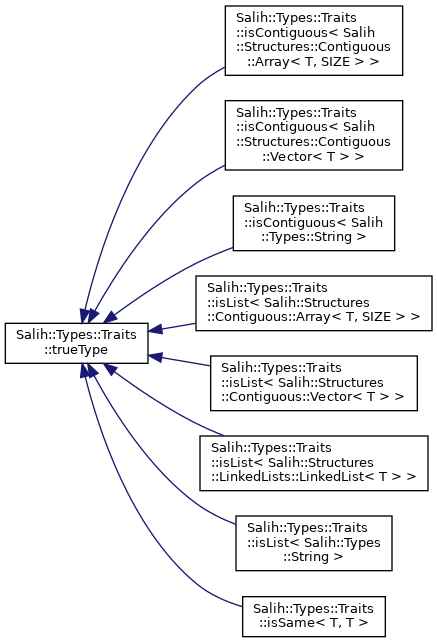 Salih::Types::Traits
::isContiguous< Salih
::Structures::Contiguous
::Array< T, SIZE > >
Salih::Types::Traits
::isContiguous< Salih
::Structures::Contiguous
::Vector< T > >
Salih::Types::Traits
::isContiguous< Salih
::Types::String >
Salih::Types::Traits
::isList< Salih::Structures
::Contiguous::Array< T, SIZE > >
Salih::Types::Traits
::trueType
Salih::Types::Traits
::isList< Salih::Structures
::Contiguous::Vector< T > >
Salih::Types::Traits
::isList< Salih::Structures
::LinkedLists::LinkedList< T > >
Salih::Types::Traits
::isList< Salih::Types
::String >
Salih::Types::Traits
::isSame< T, T >